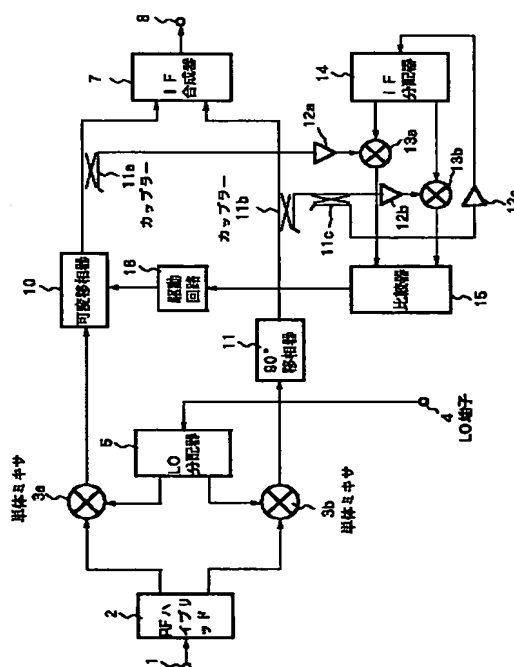 1
2
RFハ
イブリ
ッド
単体ミキサ
3a
3b
単体ミキサ
5
LO
分配器
4
LO端子
10
可変移相器
16
駆動
回路
11
90°移相器
11a
カップラー
カップラー
11b
11c
7
IF
合成器
8
12a
13a
12b
13b
12c
14
IF
分配器
比較器
15